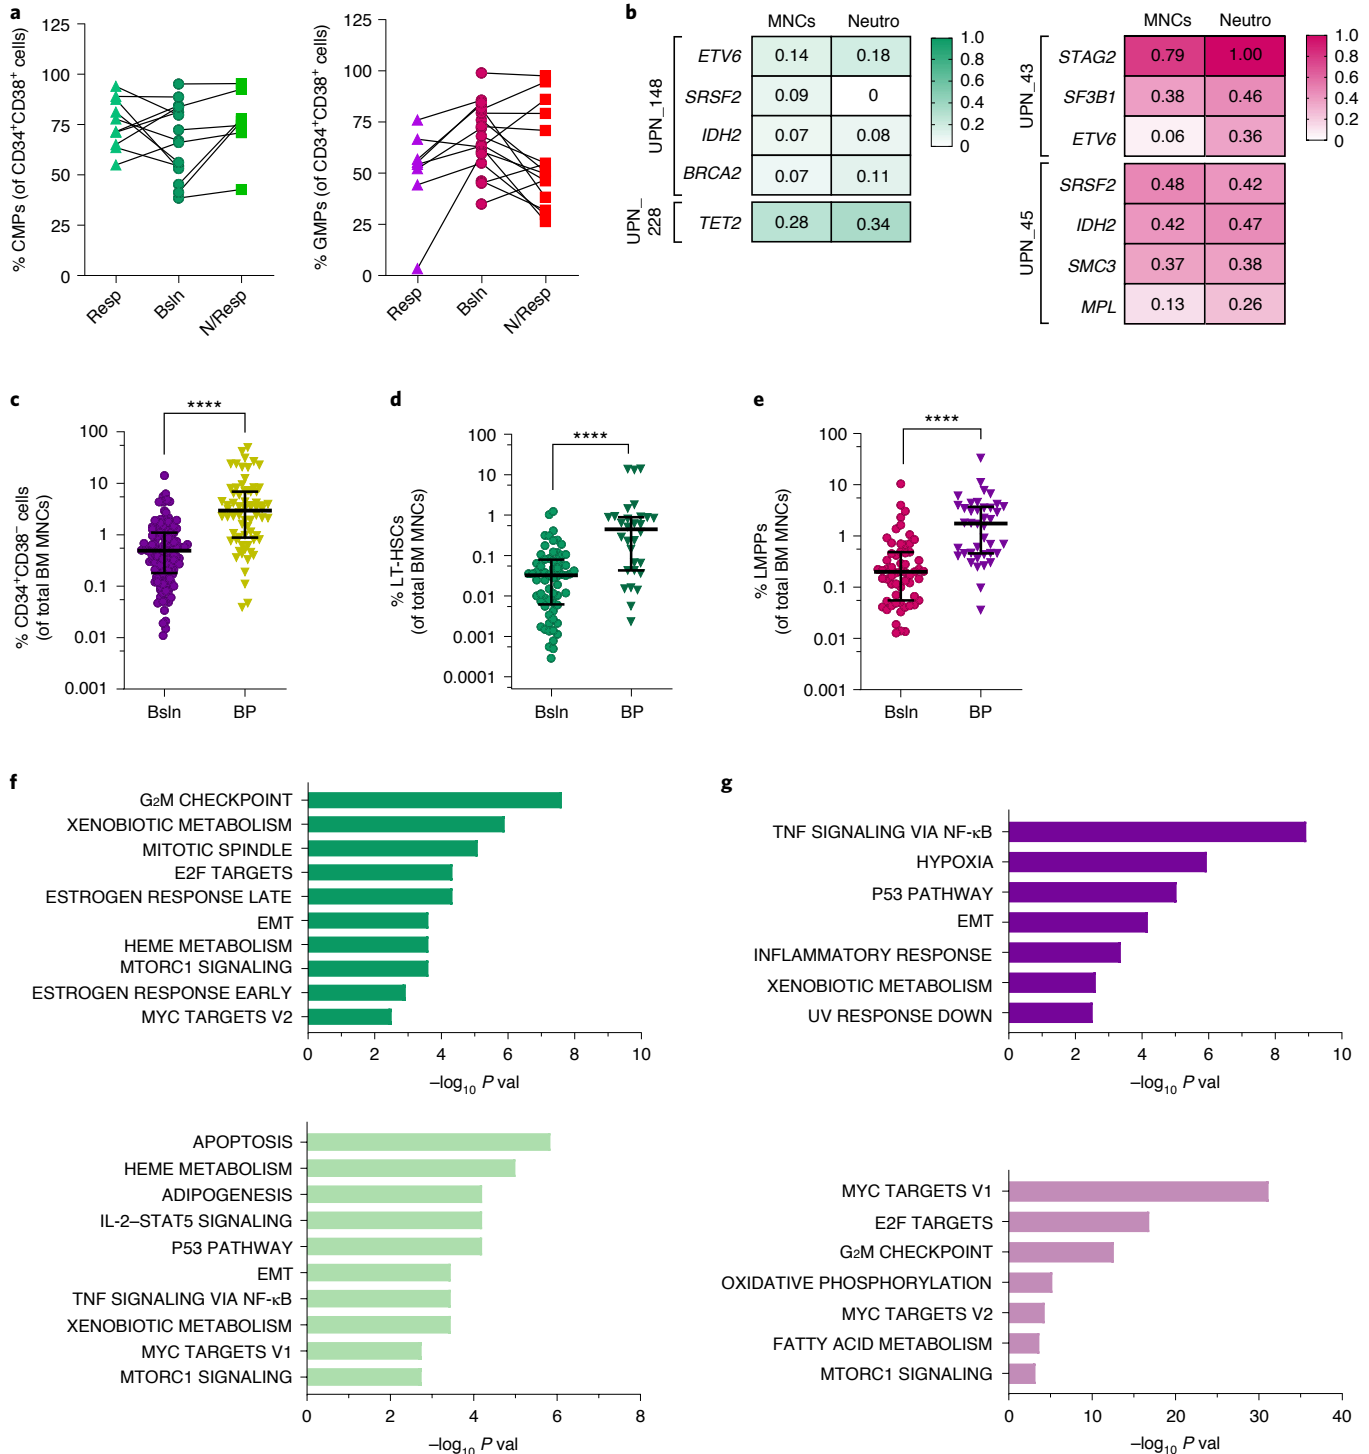 a
% CMPs (of CD34⁺CD38⁺ cells)
125
100
75
50
25
0
Resp
Bsln
N/Resp
% GMPs (of CD34⁺CD38⁺ cells)
125
100
75
50
25
0
Resp
Bsln
N/Resp
b
MNCs Neutro
UPN_148
ETV6 0.14 0.18
SRSF2 0.09 0
IDH2 0.07 0.08
BRCA2 0.07 0.11
UPN_
228
TET2 0.28 0.34
1.0
0.8
0.6
0.4
0.2
0
MNCs Neutro
UPN_43
STAG2 0.79 1.00
SF3B1 0.38 0.46
ETV6 0.06 0.36
UPN_45
SRSF2 0.48 0.42
IDH2 0.42 0.47
SMC3 0.37 0.38
MPL 0.13 0.26
1.0
0.8
0.6
0.4
0.2
0
c
% CD34⁺CD38⁻ cells
(of total BM MNCs)
100
10
1
0.1
0.01
0.001
****
Bsln BP
d
% LT-HSCs
(of total BM MNCs)
100
10
1
0.1
0.01
0.001
0.0001
****
Bsln BP
e
% LMPPs
(of total BM MNCs)
100
10
1
0.1
0.01
0.001
****
Bsln BP
f
G₂M CHECKPOINT
XENOBIOTIC METABOLISM
MITOTIC SPINDLE
E2F TARGETS
ESTROGEN RESPONSE LATE
EMT
HEME METABOLISM
MTORC1 SIGNALING
ESTROGEN RESPONSE EARLY
MYC TARGETS V2
0 2 4 6 8 10
–log₁₀ P val
APOPTOSIS
HEME METABOLISM
ADIPOGENESIS
IL-2–STAT5 SIGNALING
P53 PATHWAY
EMT
TNF SIGNALING VIA NF-κB
XENOBIOTIC METABOLISM
MYC TARGETS V1
MTORC1 SIGNALING
0 2 4 6 8
–log₁₀ P val
g
TNF SIGNALING VIA NF-κB
HYPOXIA
P53 PATHWAY
EMT
INFLAMMATORY RESPONSE
XENOBIOTIC METABOLISM
UV RESPONSE DOWN
0 2 4 6 8 10
–log₁₀ P val
MYC TARGETS V1
E2F TARGETS
G₂M CHECKPOINT
OXIDATIVE PHOSPHORYLATION
MYC TARGETS V2
FATTY ACID METABOLISM
MTORC1 SIGNALING
0 10 20 30 40
–log₁₀ P val